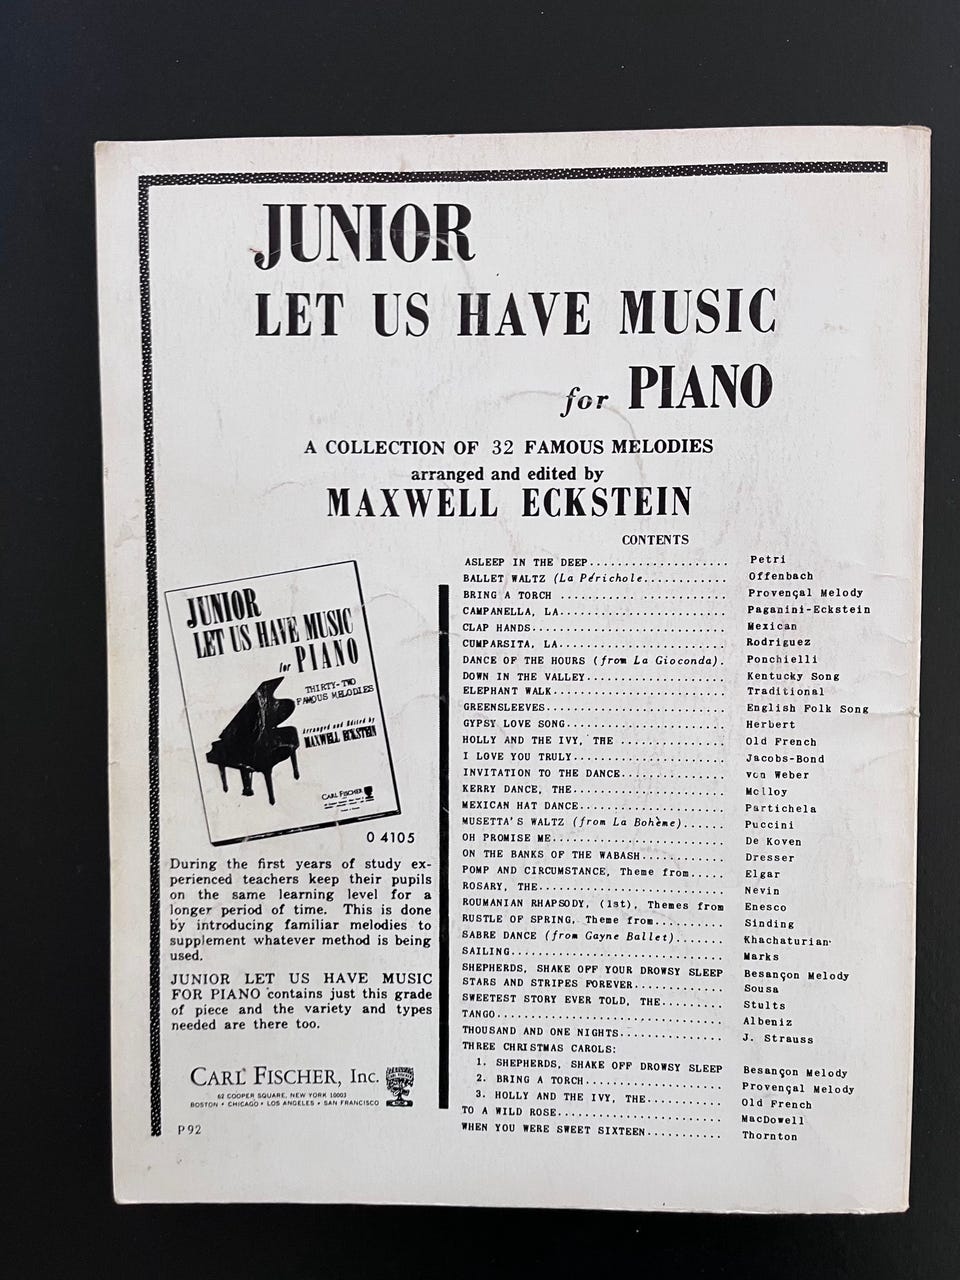 JUNIOR
LET US HAVE MUSIC
for PIANO
A COLLECTION OF 32 FAMOUS MELODIES
arranged and edited by
MAXWELL ECKSTEIN
JUNIOR
LET US HAVE MUSIC
for PIANO
THIRTY-TWO
FAMOUS MELODIES
Arranged and Edited by
MAXWELL ECKSTEIN
CARL FISCHER
O 4105
During the first years of study ex-
perienced teachers keep their pupils
on the same learning level for a
longer period of time. This is done
by introducing familiar melodies to
supplement whatever method is being
used.
JUNIOR LET US HAVE MUSIC
FOR PIANO contains just this grade
of piece and the variety and types
needed are there too.
CARL FISCHER, Inc.
62 COOPER SQUARE, NEW YORK 10003
BOSTON • CHICAGO • LOS ANGELES • SAN FRANCISCO
P92
CONTENTS
ASLEEP IN THE DEEP..................... Petri
BALLET WALTZ (La Périchole............ Offenbach
BRING A TORCH ........... ............. Provençal Melody
CAMPANELLA, LA......................... Paganini-Eckstein
CLAP HANDS............................. Mexican
CUMPARSITA, LA......................... Rodriguez
DANCE OF THE HOURS (from La Gioconda). Ponchielli
DOWN IN THE VALLEY..................... Kentucky Song
ELEPHANT WALK.......................... Traditional
GREENSLEEVES........................... English Folk Song
GYPSY LOVE SONG........................ Herbert
HOLLY AND THE IVY, THE ................ Old French
I LOVE YOU TRULY....................... Jacobs-Bond
INVITATION TO THE DANCE................ von Weber
KERRY DANCE, THE....................... Molloy
MEXICAN HAT DANCE...................... Partichela
MUSETTA'S WALTZ (from La Bohème)...... Puccini
OH PROMISE ME.......................... De Koven
ON THE BANKS OF THE WABASH............ Dresser
POMP AND CIRCUMSTANCE, Theme from..... Elgar
ROSARY, THE............................ Nevin
ROUMANIAN RHAPSODY, (1st), Themes from Enesco
RUSTLE OF SPRING, Theme from.......... Sinding
SABRE DANCE (from Gayne Ballet)....... Khachaturian
SAILING................................ Marks
SHEPHERDS, SHAKE OFF YOUR DROWSY SLEEP Besançon Melody
STARS AND STRIPES FOREVER.............. Sousa
SWEETEST STORY EVER TOLD, THE......... Stults
TANGO.................................. Albeniz
THOUSAND AND ONE NIGHTS............... J. Strauss
THREE CHRISTMAS CAROLS:
1. SHEPHERDS, SHAKE OFF DROWSY SLEEP Besançon Melody
2. BRING A TORCH..................... Provençal Melody
3. HOLLY AND THE IVY, THE............ Old French
TO A WILD ROSE......................... MacDowell
WHEN YOU WERE SWEET SIXTEEN........... Thornton